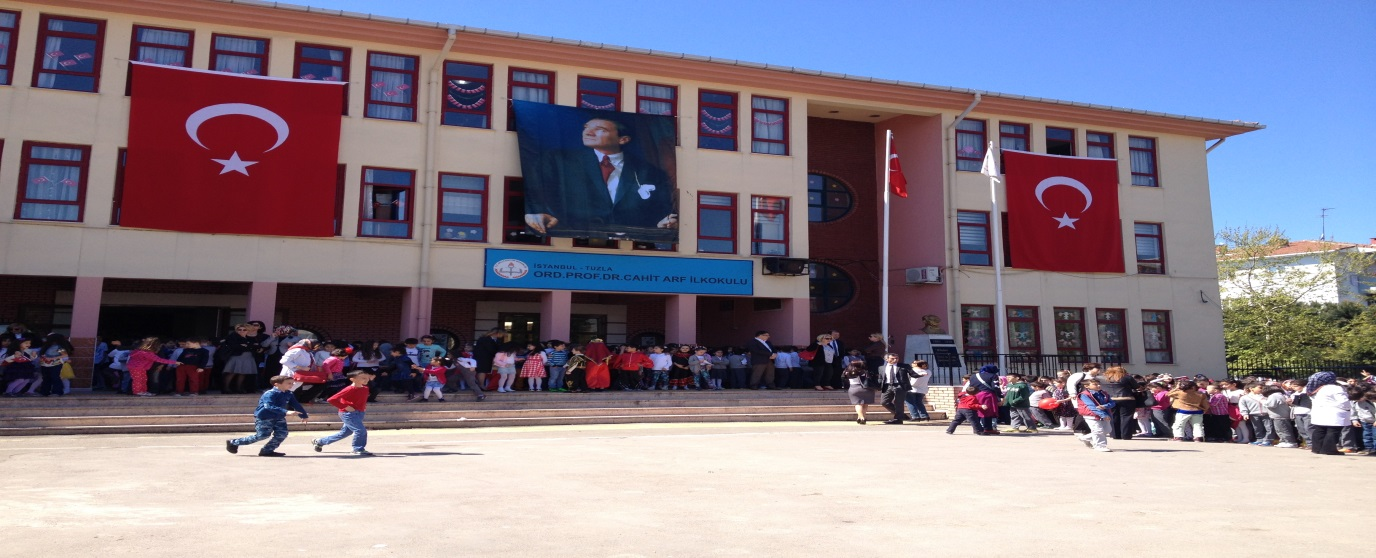 İSTANBUL - TUZLA
ORD.PROF.DR.CAHİT ARF İLKOKULU